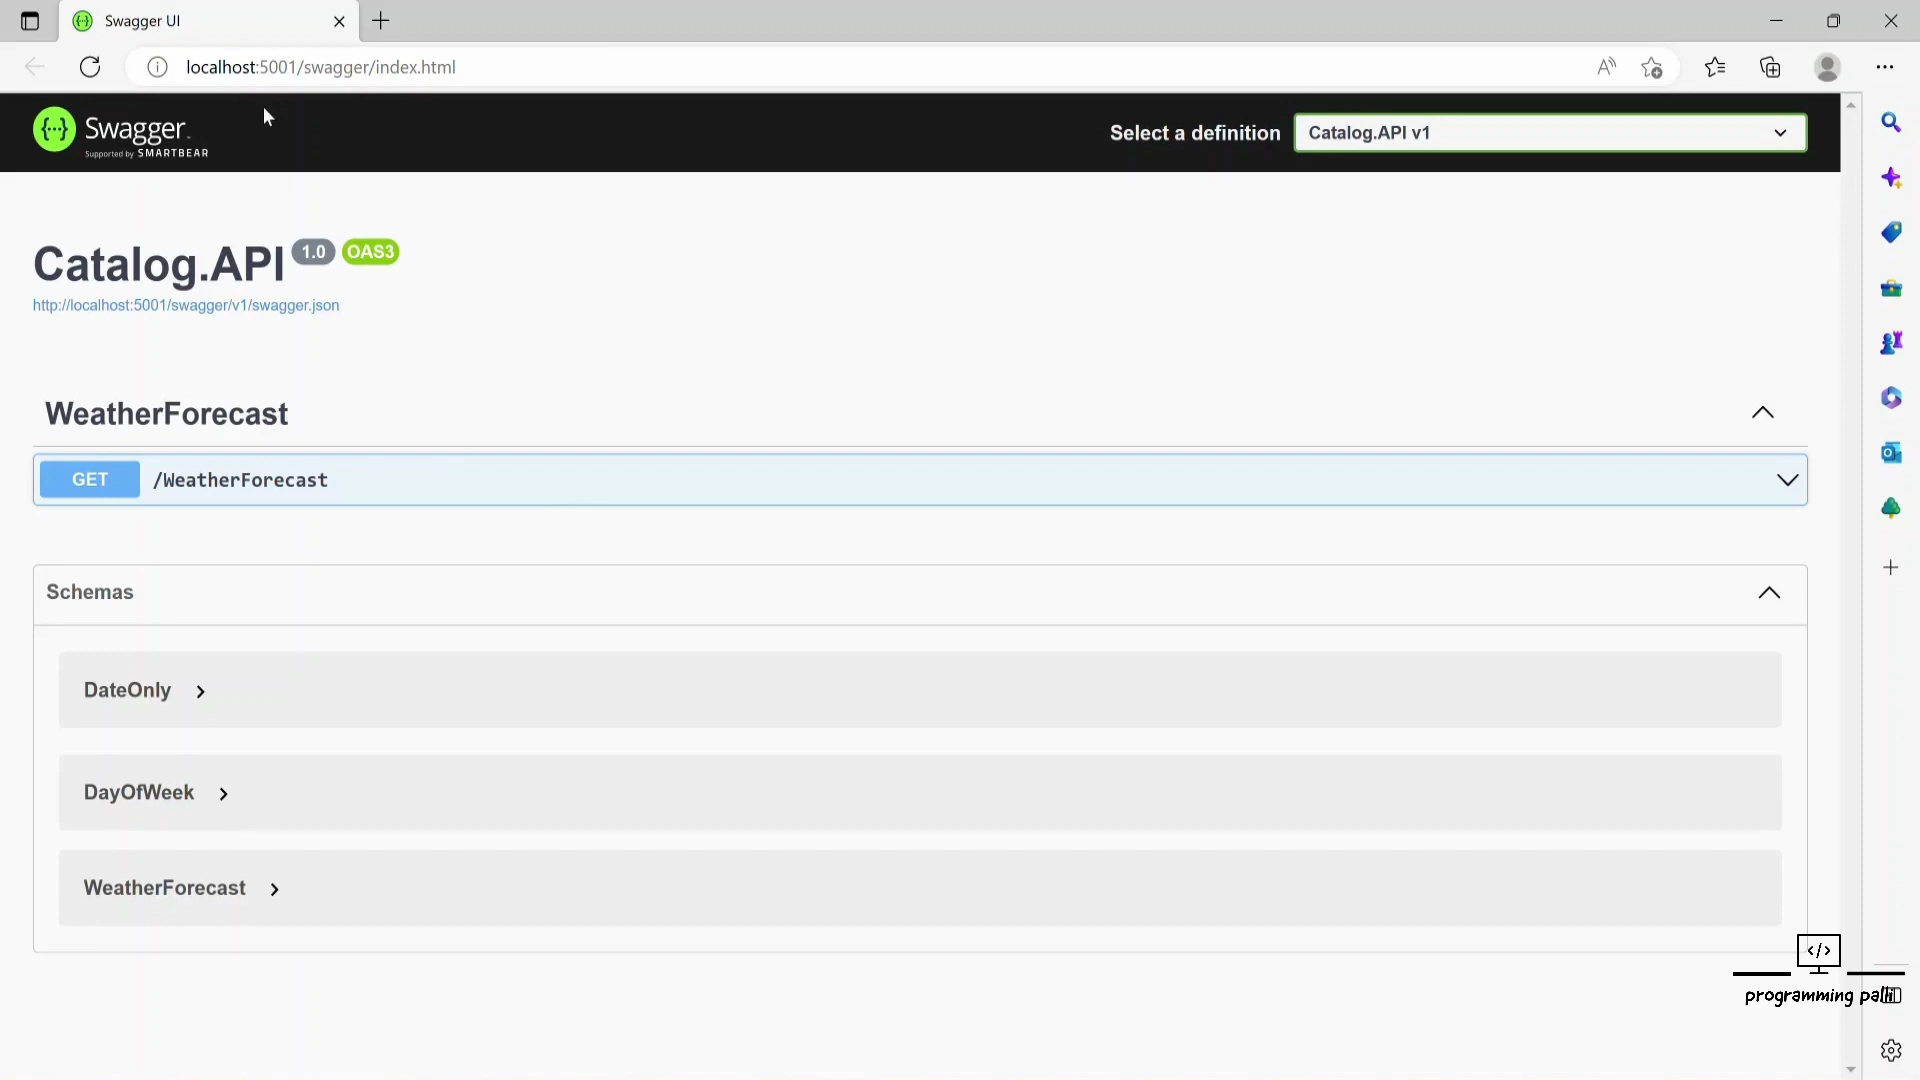 Swagger UI
localhost:5001/swagger/index.html
Swagger
Supported by SMARTBEAR
Select a definition
Catalog.API v1
Catalog.API 1.0 OAS3
http://localhost:5001/swagger/v1/swagger.json
WeatherForecast
GET /WeatherForecast
Schemas
DateOnly
DayOfWeek
WeatherForecast
</>
programming palli